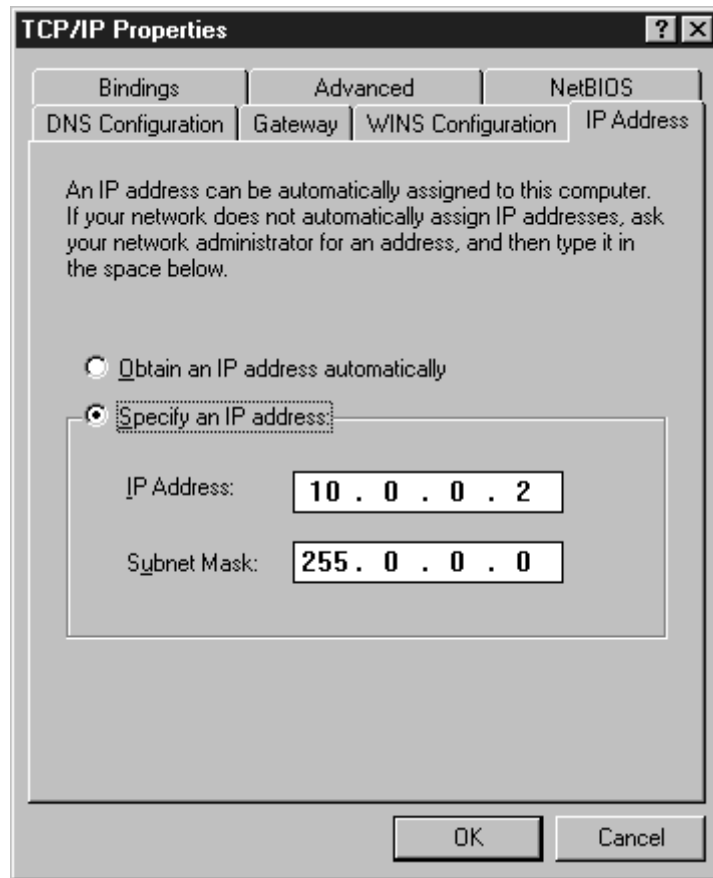 TCP/IP Properties
Bindings Advanced NetBIOS
DNS Configuration Gateway WINS Configuration IP Address
An IP address can be automatically assigned to this computer.
If your network does not automatically assign IP addresses, ask
your network administrator for an address, and then type it in
the space below.
Obtain an IP address automatically
Specify an IP address:
IP Address: 10 . 0 . 0 . 2
Subnet Mask: 255 . 0 . 0 . 0
OK Cancel